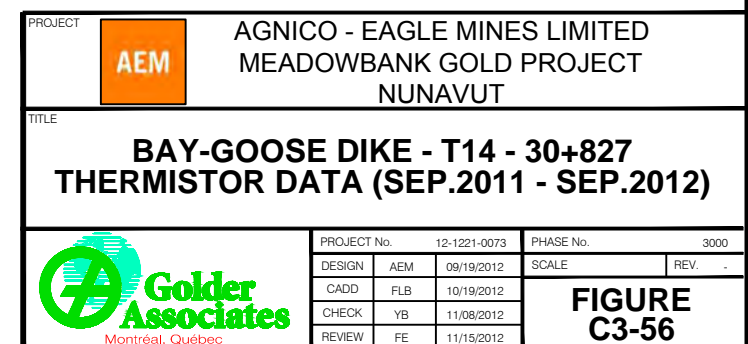 PROJECT
AEM
AGNICO - EAGLE MINES LIMITED
MEADOWBANK GOLD PROJECT
NUNAVUT
TITLE
BAY-GOOSE DIKE - T14 - 30+827
THERMISTOR DATA (SEP.2011 - SEP.2012)
Golder
Associates
Montréal, Québec
PROJECT No. 12-1221-0073 PHASE No. 3000
DESIGN AEM 09/19/2012 SCALE REV. -
CADD FLB 10/19/2012
CHECK YB 11/08/2012
REVIEW FE 11/15/2012
FIGURE
C3-56